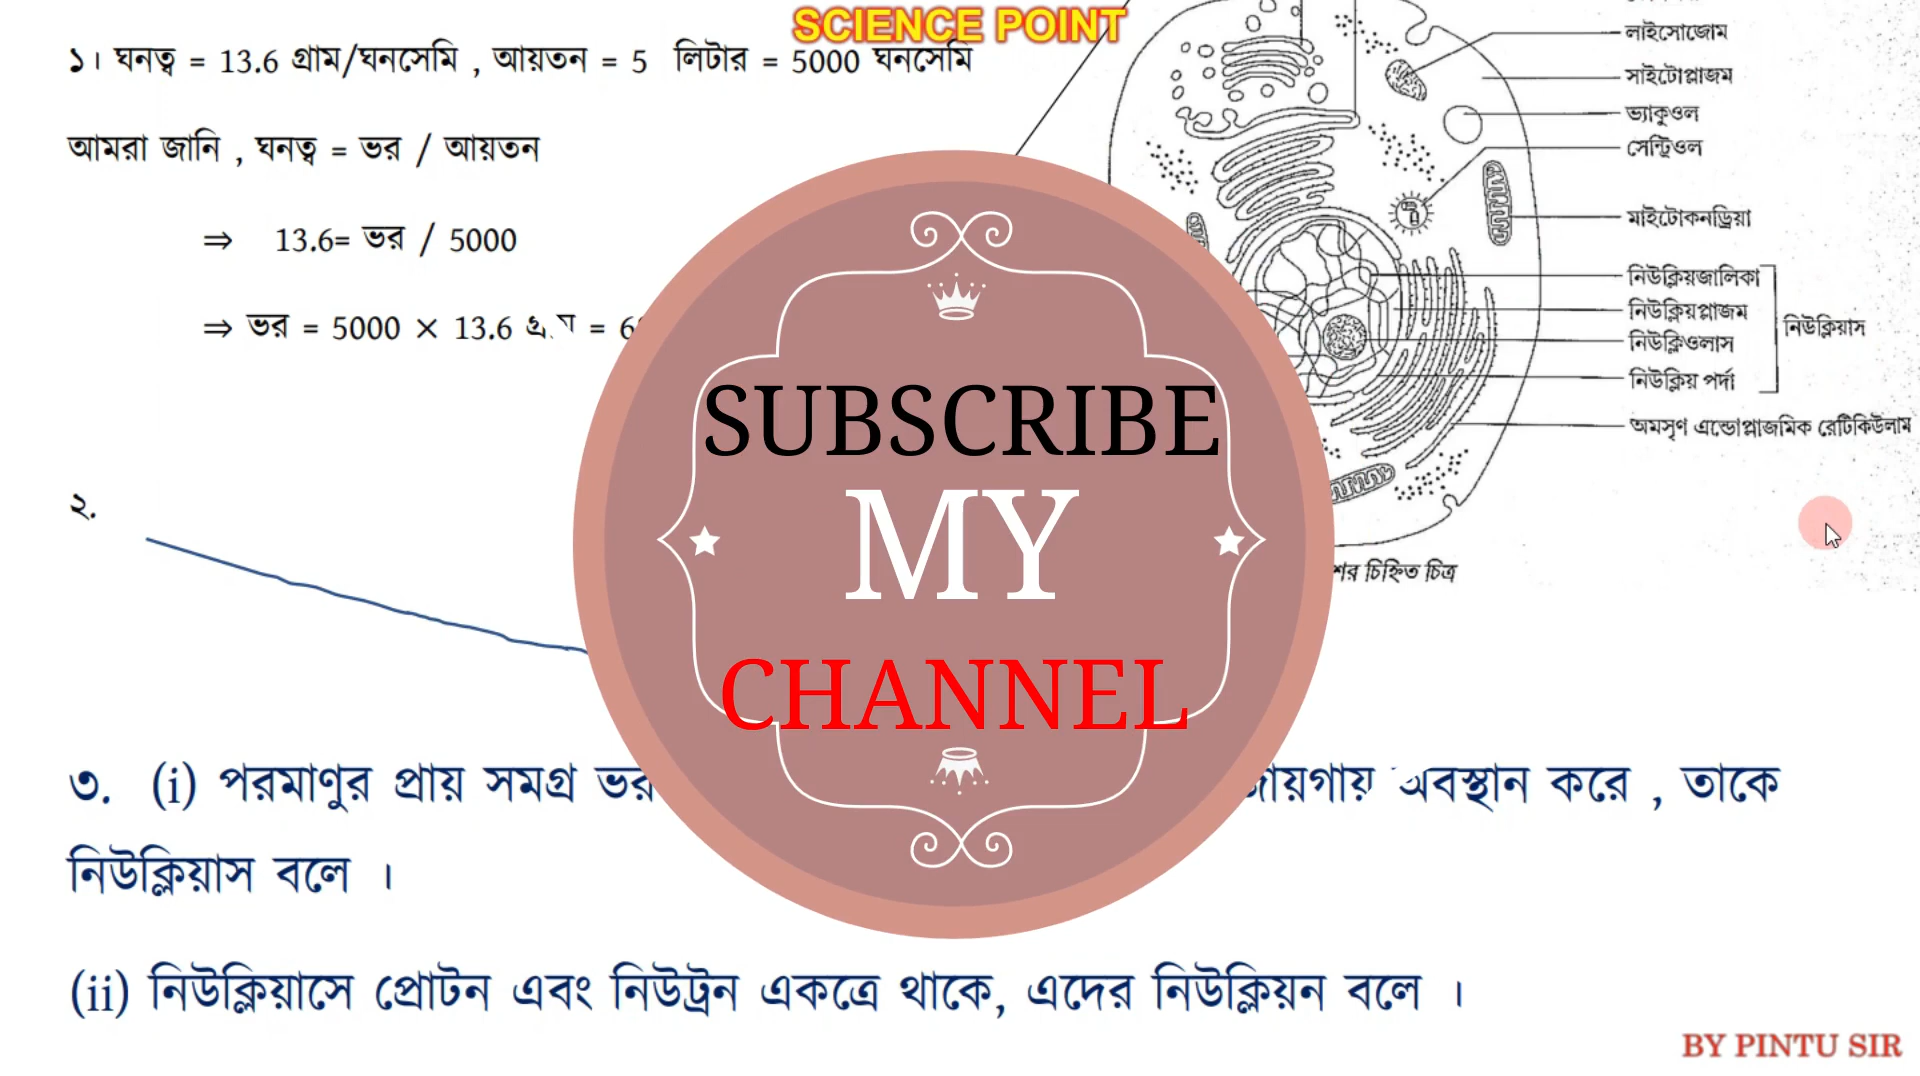 SCIENCE POINT
১। ঘনত্ব = 13.6 গ্রাম/ঘনসেমি , আয়তন = 5 লিটার = 5000 ঘনসেমি
আমরা জানি , ঘনত্ব = ভর / আয়তন
⇒ 13.6= ভর / 5000
⇒ ভর = 5000 × 13.6
লাইসোজোম
সাইটোপ্লাজম
ভ্যাকুওল
সেন্ট্রিওল
মাইটোকনড্রিয়া
নিউক্লিয়জালিকা
নিউক্লিয়প্লাজম
নিউক্লিওলাস
নিউক্লিয় পর্দা
নিউক্লিয়াস
অমসৃণ এন্ডোপ্লাজমিক রেটিকিউলাম
চিহ্নিত চিত্র
SUBSCRIBE
MY
CHANNEL
২.
৩. (i) পরমাণুর প্রায় সমগ্র ভর জায়গায় অবস্থান করে , তাকে
নিউক্লিয়াস বলে ।
(ii) নিউক্লিয়াসে প্রোটন এবং নিউট্রন একত্রে থাকে, এদের নিউক্লিয়ন বলে ।
BY PINTU SIR